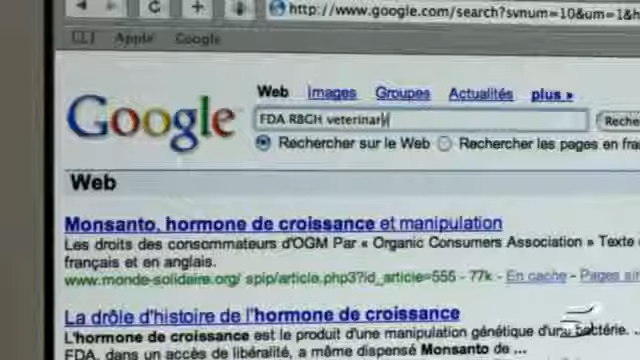 http://www.google.com/search?svnum=10&um=1&h
Apple Google
Web Images Groupes Actualités plus »
Google
FDA RBGH veterinary
Reche
Rechercher sur le Web Rechercher les pages en fra
Web
Monsanto, hormone de croissance et manipulation
Les droits des consommateurs d'OGM Par « Organic Consumers Association » Texte
français et en anglais.
www.monde-solidaire.org/ spip/article.php3?id_article=555 - 77k - En cache - Pages sim
La drôle d'histoire de l'hormone de croissance
L'hormone de croissance est le produit d'une manipulation génétique d'une bactérie. ...
FDA, dans un accès de libéralité, a même dispensé Monsanto de ...